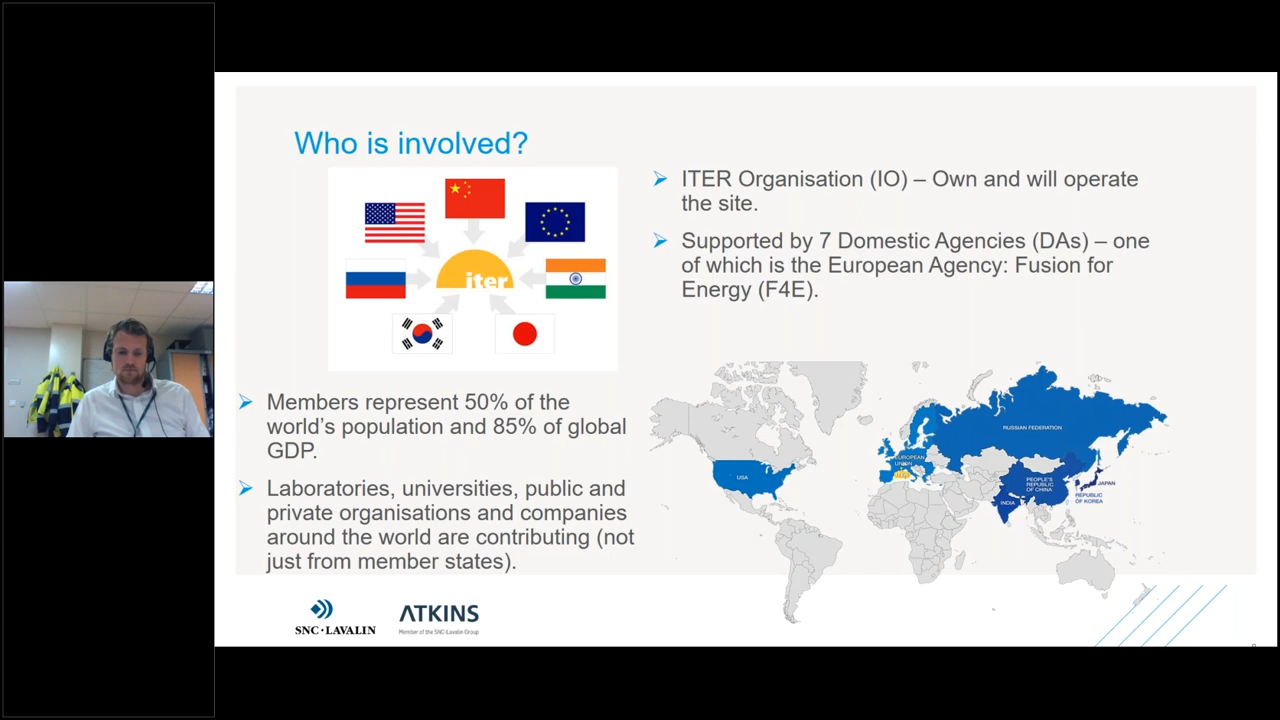 Who is involved?
iter
Members represent 50% of the
world's population and 85% of global
GDP.
Laboratories, universities, public and
private organisations and companies
around the world are contributing (not
just from member states).
ITER Organisation (IO) – Own and will operate
the site.
Supported by 7 Domestic Agencies (DAs) – one
of which is the European Agency: Fusion for
Energy (F4E).
RUSSIAN FEDERATION
EUROPEAN
UNION
USA
PEOPLE'S
REPUBLIC
OF CHINA
JAPAN
REPUBLIC
OF KOREA
INDIA
SNC·LAVALIN
ATKINS
Member of the SNC-Lavalin Group